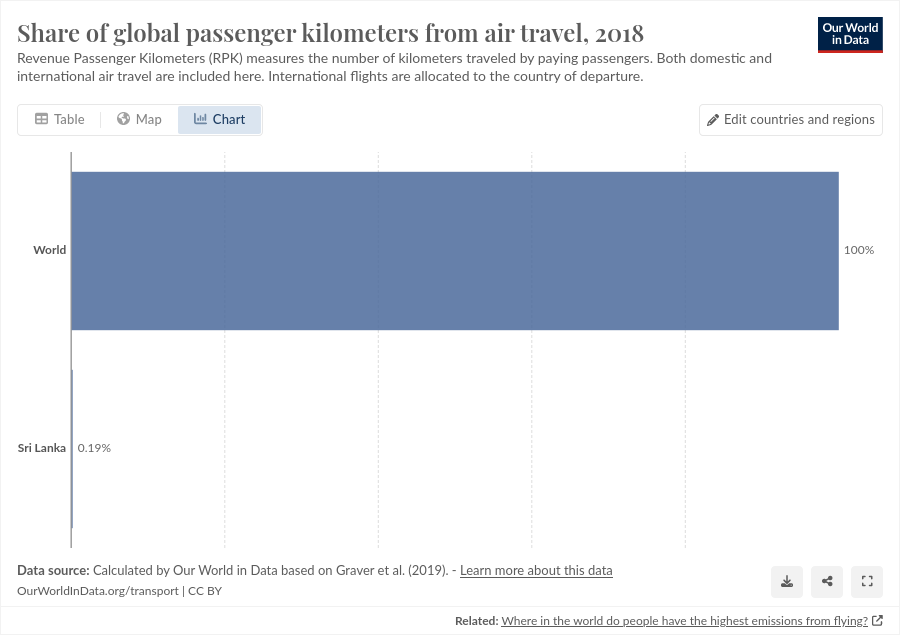 Share of global passenger kilometers from air travel, 2018
Our World
in Data
Revenue Passenger Kilometers (RPK) measures the number of kilometers traveled by paying passengers. Both domestic and
international air travel are included here. International flights are allocated to the country of departure.
Table
Map
Chart
Edit countries and regions
World
100%
Sri Lanka
0.19%
Data source: Calculated by Our World in Data based on Graver et al. (2019). - Learn more about this data
OurWorldInData.org/transport | CC BY
Related: Where in the world do people have the highest emissions from flying?